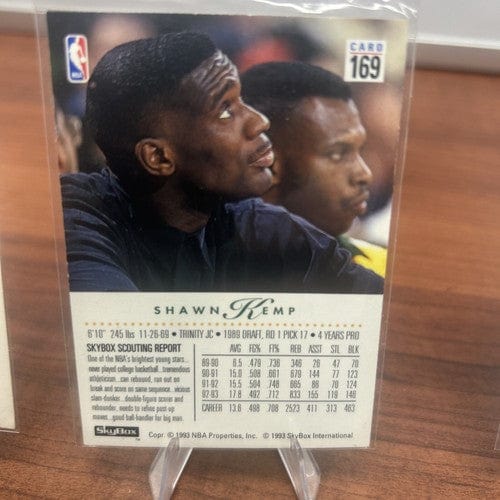 NBA
CARD
169
SHAWN Kemp
6'10" 245 lbs 11-26-69 • TRINITY JC • 1989 DRAFT, RD 1 PICK 17 • 4 YEARS PRO
SKYBOX SCOUTING REPORT
One of the NBA's brightest young stars...
never played college basketball...tremendous
athleticism...can rebound, run out on
break and score on same sequence...vicious
slam-dunker...double-figure scorer and
rebounder, needs to refine post-up
moves...good ball-handler for big man.
AVG FG% FT% REB ASST STL BLK
89-90 6.5 .479 .736 346 26 47 70
90-91 15.0 .508 .661 679 144 77 123
91-92 15.5 .504 .748 665 86 70 124
92-93 17.8 .492 .712 833 155 119 146
CAREER 13.8 .498 .708 2523 411 313 463
SkyBox
Copr. © 1993 NBA Properties, Inc. © 1993 SkyBox International